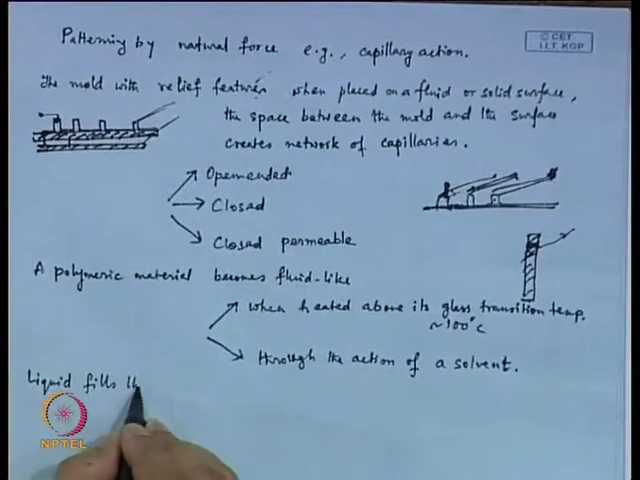 © CET
I.I.T. KGP
Patterning by natural force e.g., capillary action.
The mold with relief features when placed on a fluid or solid surface,
the space between the mold and the surface
creates network of capillaries.
Openended
Closed
Closed permeable
A polymeric material becomes fluid-like
when heated above its glass transition temp.
~100°C
through the action of a solvent.
Liquid fills th
NPTEL